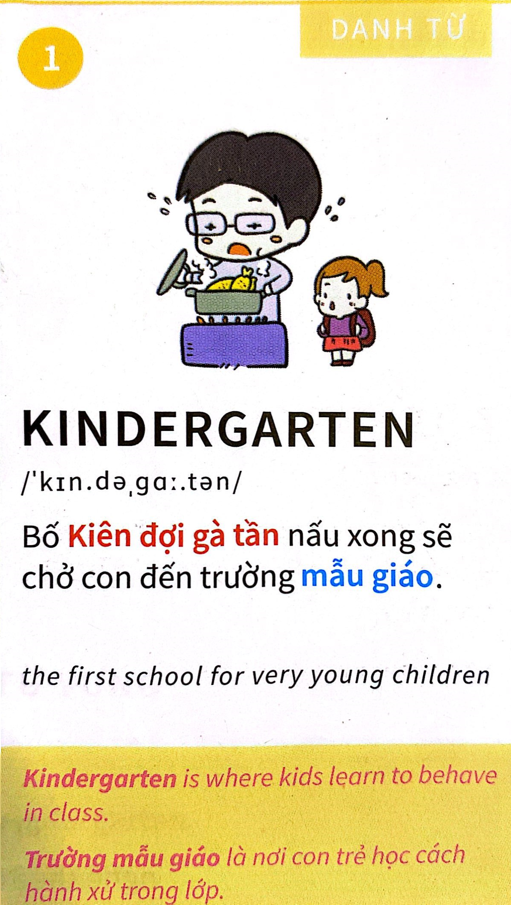 1
DANH TỪ
KINDERGARTEN
/ˈkɪn.dəˌɡɑː.tən/
Bố Kiên đợi gà tần nấu xong sẽ
chở con đến trường mẫu giáo.
the first school for very young children
Kindergarten is where kids learn to behave
in class.
Trường mẫu giáo là nơi con trẻ học cách
hành xử trong lớp.